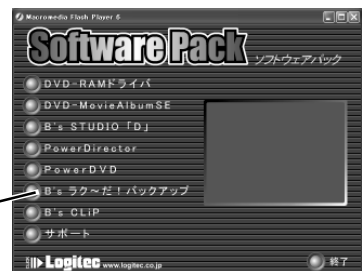 Macromedia Flash Player 6
Software Pack ソフトウェアパック
DVD-RAMドライバ
DVD-MovieAlbumSE
B's STUDIO「D」
PowerDirector
PowerDVD
B's ラク〜だ!バックアップ
B's CLiP
サポート
Logitec www.logitec.co.jp
終了